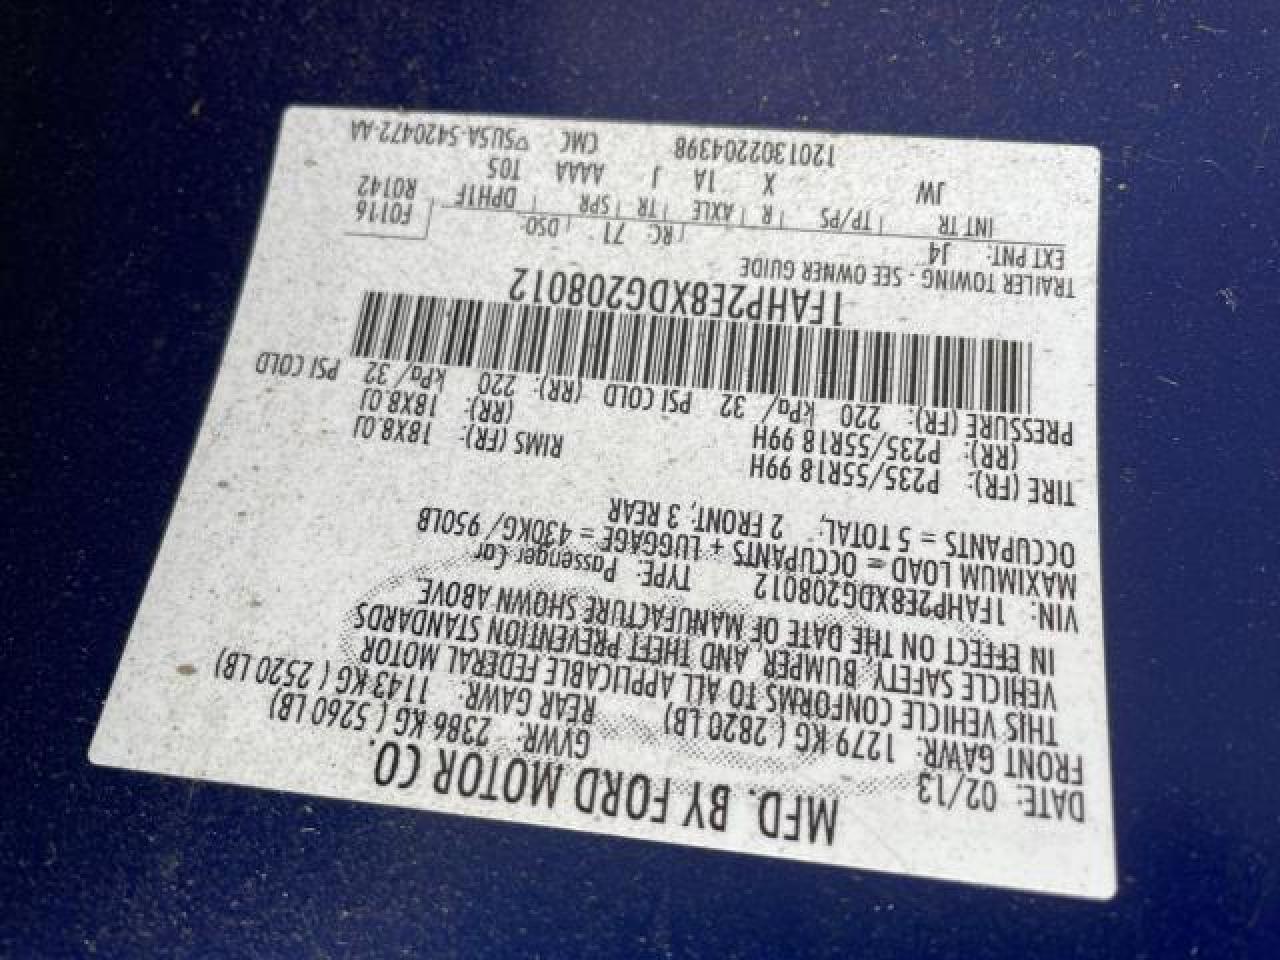 MFD. BY FORD MOTOR CO.
DATE: 02/13 GVWR: 2386 KG ( 5260 LB)
FRONT GAWR: 1279 KG ( 2820 LB) REAR GAWR: 1143 KG ( 2520 LB)
THIS VEHICLE CONFORMS TO ALL APPLICABLE FEDERAL MOTOR
VEHICLE SAFETY, BUMPER, AND THEFT PREVENTION STANDARDS
IN EFFECT ON THE DATE OF MANUFACTURE SHOWN ABOVE
VIN: 1FAHP2E8XDG208012 TYPE: Passenger Car
MAXIMUM LOAD = OCCUPANTS + LUGGAGE = 430KG/ 950LB
OCCUPANTS = 5 TOTAL; 2 FRONT, 3 REAR
TIRE (FR): P235/55R18 99H RIMS (FR): 18X8.0J
(RR): P235/55R18 99H (RR): 18X8.0J
PRESSURE (FR): 220 kPa/ 32 PSI COLD (RR): 220 kPa/ 32 PSI COLD
1FAHP2E8XDG208012
TRAILER TOWING - SEE OWNER GUIDE
EXT PNT: J4 RC: 71 DSO: F0116
INT TR TP/PS R AXLE TR SPR DPHTF R0142
JW X 1A J AAAA T05
1201302204398 CMC ▽5USA-5420472-AA